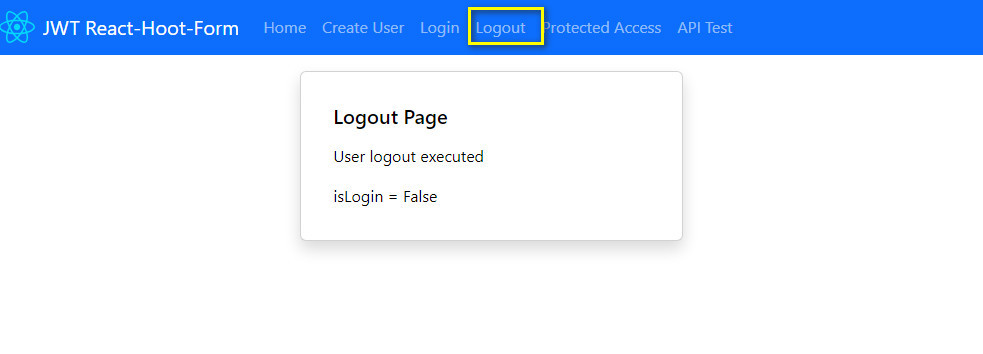 JWT React-Hoot-Form Home Create User Login Logout Protected Access API Test
Logout Page
User logout executed
isLogin = False